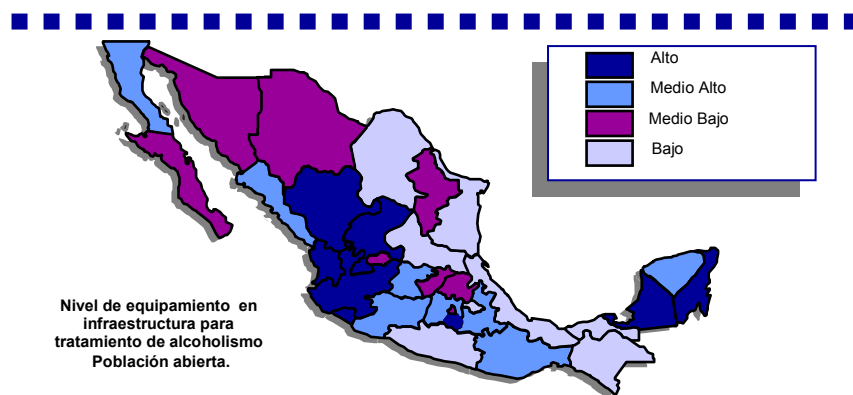 Alto
Medio Alto
Medio Bajo
Bajo
Nivel de equipamiento en
infraestructura para
tratamiento de alcoholismo
Población abierta.